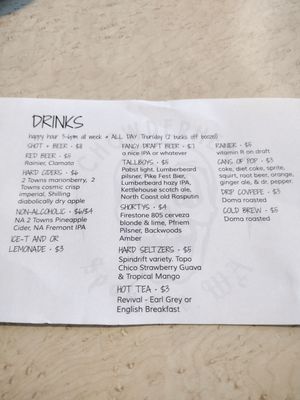 DRINKS
happy hour 3-6pm all week + ALL DAY Thursday (2 bucks off booze!)
SHOT + BEER - $8
RED BEER - $8
Rainier, Clamato
HARD CIDERS - $6
2 Towns marionberry, 2
Towns cosmic crisp
imperial, Shilling
diabolically dry apple
NON-ALCOHOLIC - $6/$4
NA 2 Towns Pineapple
Cider, NA Fremont IPA
ICE-T AND OR
LEMONADE - $3
FANCY DRAFT BEER - $7
a nice IPA or whatever
TALLBOYS - $5
Pabst light, Lumberbeard
pilsner, Pike Fest Bier,
Lumberbeard hazy IPA,
Kettlehouse scotch ale,
North Coast old Rasputin
SHORTYS - $4
Firestone 805 cerveza
blonde & lime, Pfriem
Pilsner, Backwoods
Amber
HARD SELTZERS - $5
Spindrift variety, Topo
Chico Strawberry Guava
& Tropical Mango
HOT TEA - $3
Revival - Earl Grey or
English Breakfast
RAINIER - $5
vitamin R on draft
CANS OF POP - $3
coke, diet coke, sprite,
squirt, root beer, orange,
ginger ale, & dr. pepper.
DRIP COVFEFE - $3
Doma roasted
COLD BREW - $5
Doma roasted